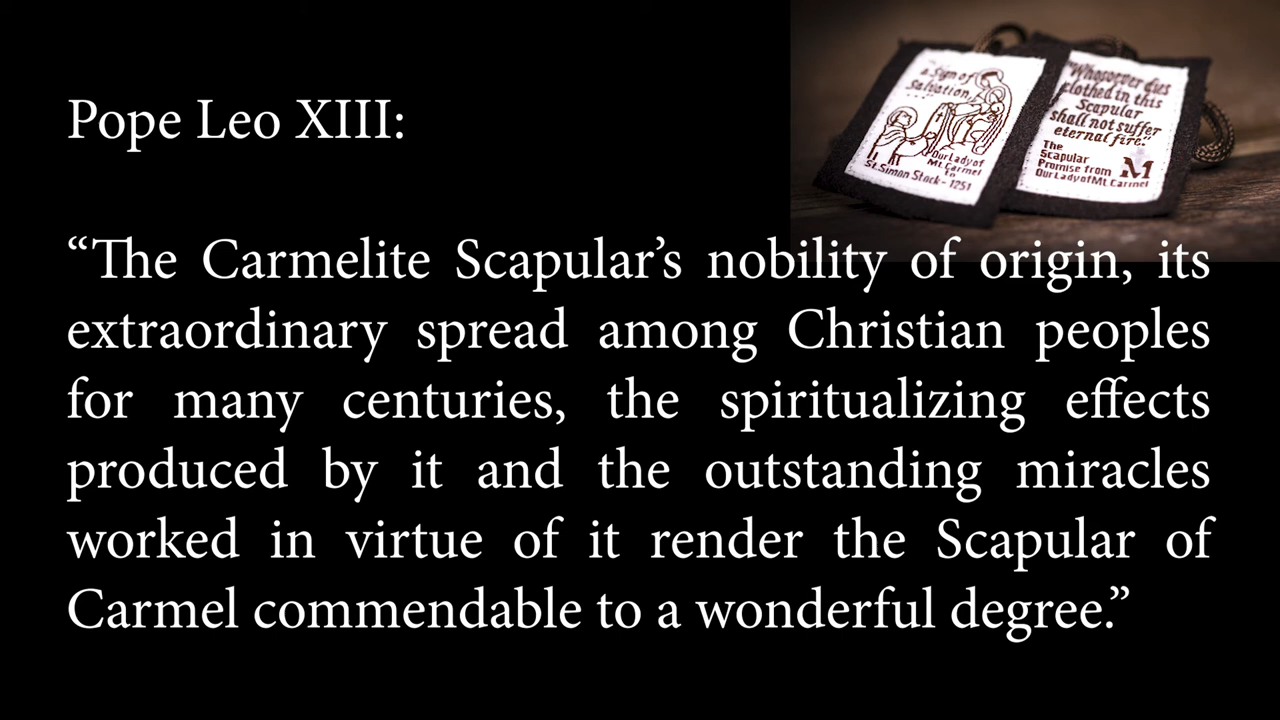 Pope Leo XIII:
"a Sign of
Salvation,
..."
Our Lady of
Mt. Carmel
to
St. Simon Stock - 1251
"Whosoever dies
clothed in this
Scapular
shall not suffer
eternal fire."
The
Scapular
Promise from
Our Lady of Mt. Carmel
M
“The Carmelite Scapular’s nobility of origin, its
extraordinary spread among Christian peoples
for many centuries, the spiritualizing effects
produced by it and the outstanding miracles
worked in virtue of it render the Scapular of
Carmel commendable to a wonderful degree.”